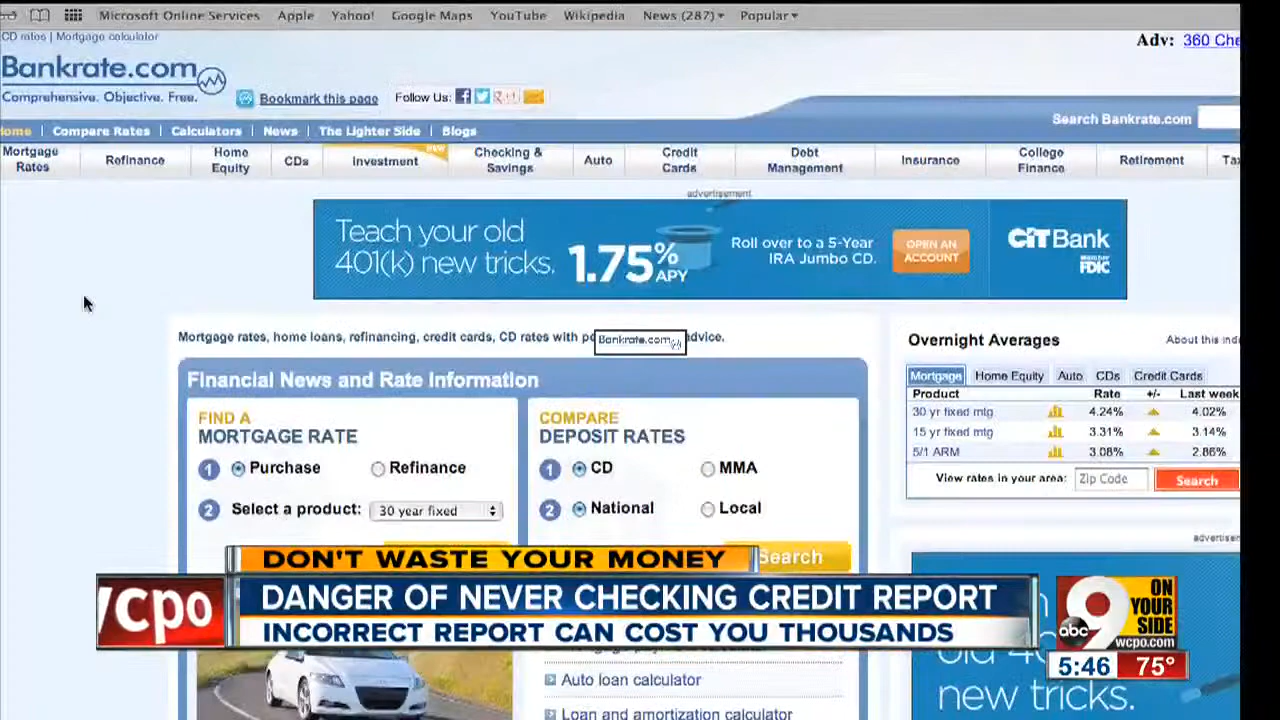 Microsoft Online Services Apple Yahoo! Google Maps YouTube Wikipedia News (287) Popular
CD rates | Mortgage calculator
Adv: 360 Che
Bankrate.com
Comprehensive. Objective. Free.
Bookmark this page
Follow Us:
Search Bankrate.com
Home | Compare Rates | Calculators | News | The Lighter Side | Blogs
Mortgage Rates
Refinance
Home Equity
CDs
Investment
NEW
Checking & Savings
Auto
Credit Cards
Debt Management
Insurance
College Finance
Retirement
Tax
advertisement
Teach your old
401(k) new tricks.
1.75% APY
Roll over to a 5-Year
IRA Jumbo CD.
OPEN AN
ACCOUNT
CiT Bank
Member
FDIC
Mortgage rates, home loans, refinancing, credit cards, CD rates with
Bankrate.com
advice.
Financial News and Rate Information
FIND A
MORTGAGE RATE
1 Purchase Refinance
2 Select a product: 30 year fixed
COMPARE
DEPOSIT RATES
1 CD MMA
2 National Local
Search
Overnight Averages
About this ind
Mortgage Home Equity Auto CDs Credit Cards
Product Rate +/- Last week
30 yr fixed mtg 4.24% 4.02%
15 yr fixed mtg 3.31% 3.14%
5/1 ARM 3.08% 2.86%
View rates in your area: Zip Code Search
advertisem
DON'T WASTE YOUR MONEY
DANGER OF NEVER CHECKING CREDIT REPORT
INCORRECT REPORT CAN COST YOU THOUSANDS
wcpo
abc 9
ON
YOUR
SIDE
wcpo.com
5:46 75°
Auto loan calculator
Loan and amortization calculator
new tricks.